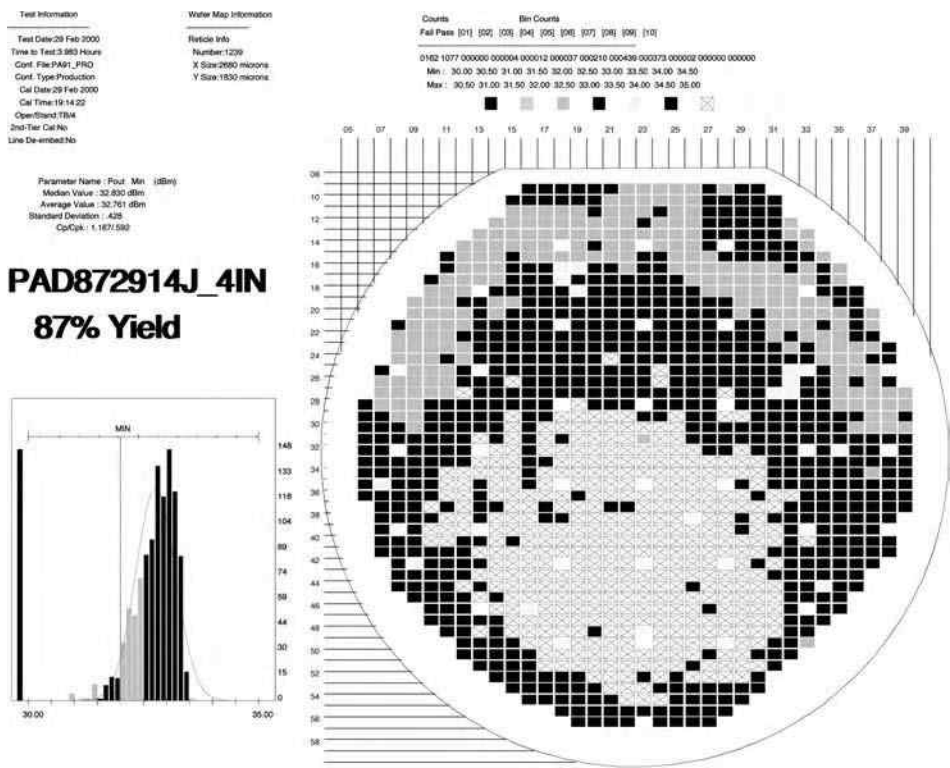 Test Information
Wafer Map Information
Test Date:29 Feb 2000
Time to Test:3.983 Hours
Conf. File:PA91_PRO
Conf. Type:Production
Cal Date:29 Feb 2000
Cal Time:19:14:22
Oper/Stand:TB/4
2nd-Tier Cal:No
Line De-embed:No
Reticle Info
Number:1239
X Size:2680 microns
Y Size:1830 microns
Counts Bin Counts
Fail Pass [01] [02] [03] [04] [05] [06] [07] [08] [09] [10]
0162 1077 000000 000004 000012 000037 000210 000439 000373 000002 000000 000000
Min : 30.00 30.50 31.00 31.50 32.00 32.50 33.00 33.50 34.00 34.50
Max : 30.50 31.00 31.50 32.00 32.50 33.00 33.50 34.00 34.50 35.00
Parameter Name : Pout Min (dBm)
Median Value : 32.830 dBm
Average Value : 32.761 dBm
Standard Deviation : .428
Cp/Cpk : 1.167/.592
PAD872914J_4IN
87% Yield
05 07 09 11 13 15 17 19 21 23 25 27 29 31 33 35 37 39
08
10
12
14
16
18
20
22
24
26
28
30
32
34
36
38
40
42
44
46
48
50
52
54
56
58
MIN
148
133
118
104
89
74
59
44
30
15
0
30.00 35.00